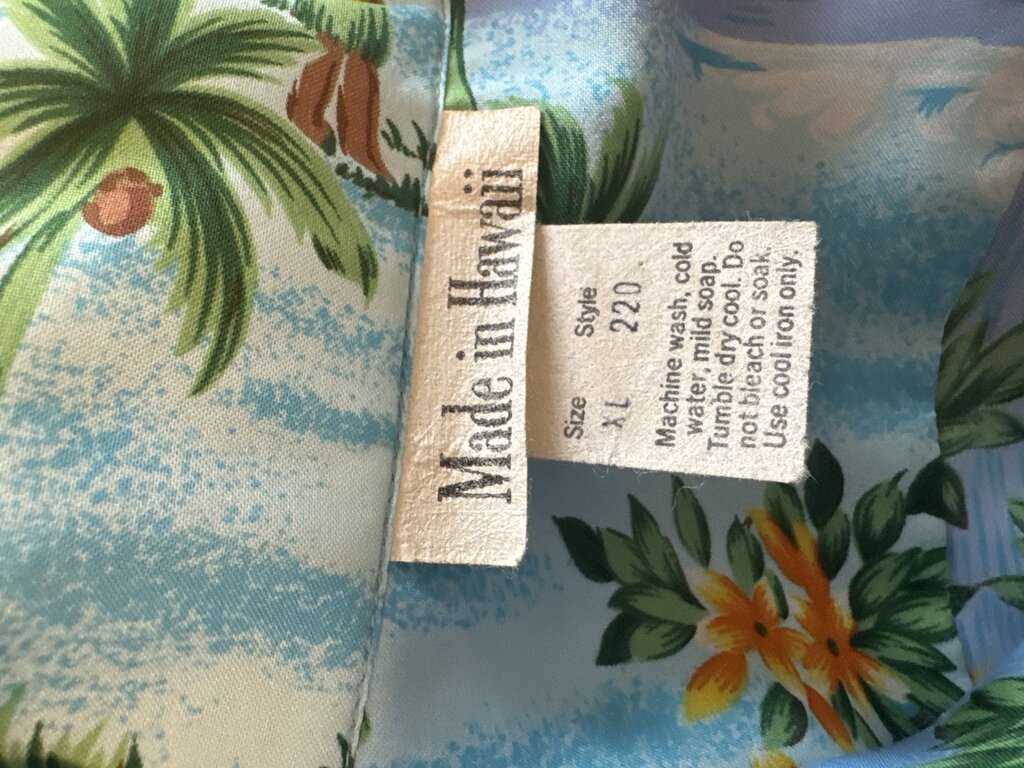 Made in Hawaii
Size Style
XL 220
Machine wash, cold
water, mild soap.
Tumble dry cool. Do
not bleach or soak.
Use cool iron only.